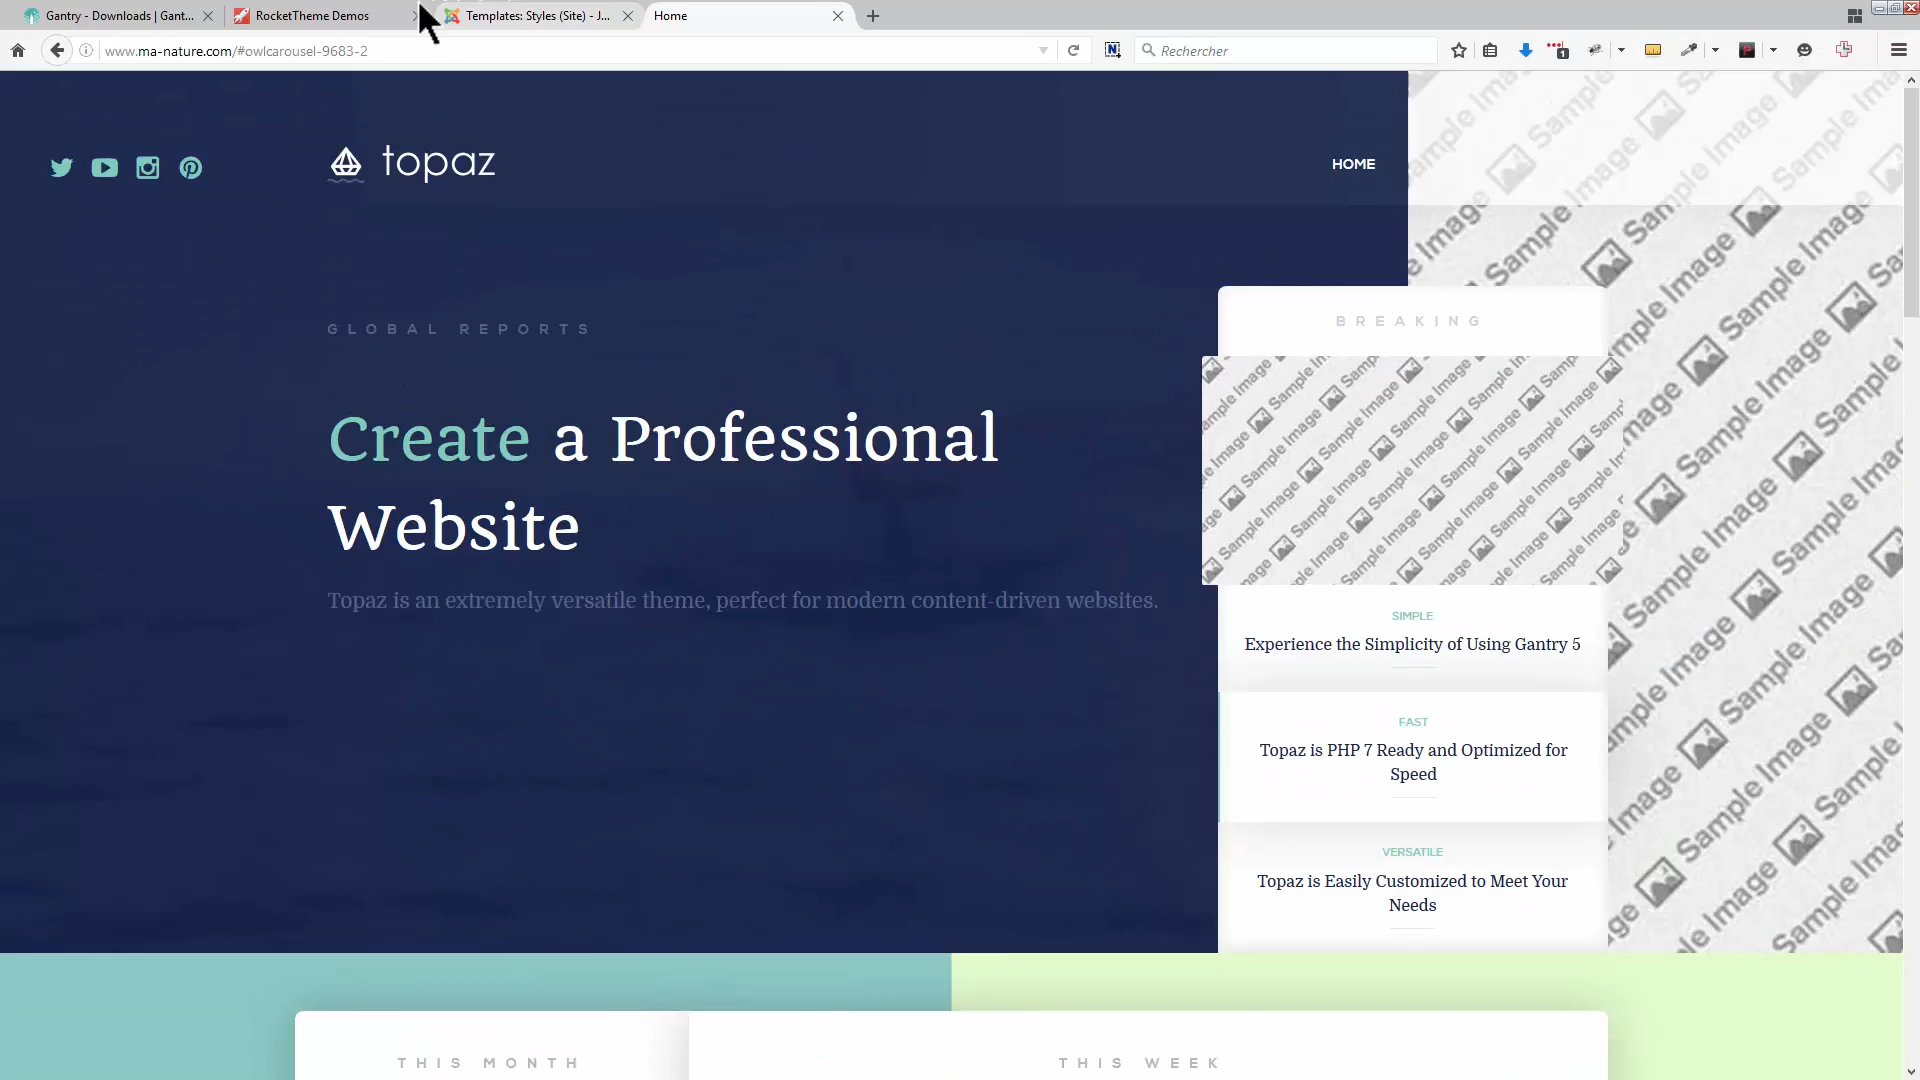 Gantry - Downloads | Gant...
RocketTheme Demos
Templates: Styles (Site) - J...
Home
www.ma-nature.com/#owlcarousel-9683-2
Rechercher
1
topaz
HOME
GLOBAL REPORTS
Create a Professional
Website
Topaz is an extremely versatile theme, perfect for modern content-driven websites.
BREAKING
Sample Image
SIMPLE
Experience the Simplicity of Using Gantry 5
FAST
Topaz is PHP 7 Ready and Optimized for
Speed
VERSATILE
Topaz is Easily Customized to Meet Your
Needs
THIS MONTH
THIS WEEK